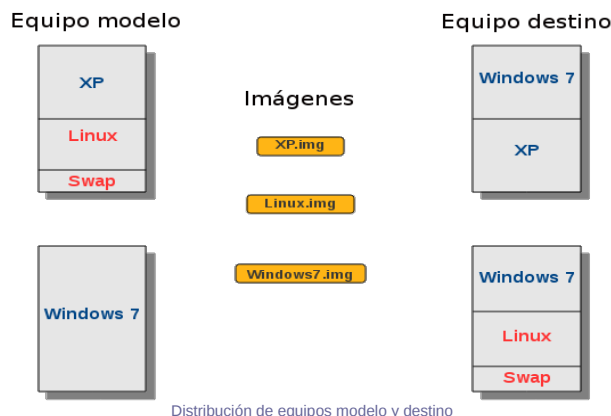 Equipo modelo
XP
Linux
Swap
Windows 7
Imágenes
XP.img
Linux.img
Windows7.img
Equipo destino
Windows 7
XP
Windows 7
Linux
Swap
Distribución de equipos modelo y destino